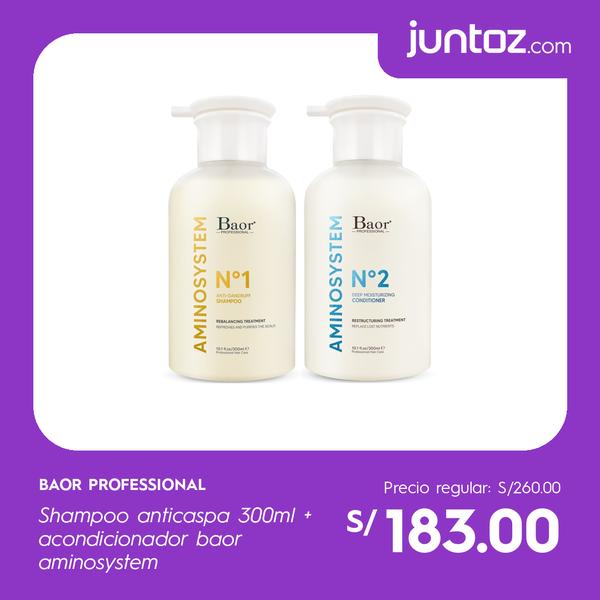 juntoz.com
AMINOSYSTEM
Baor
PROFESSIONAL
N°1
ANTI-DANDRUFF
SHAMPOO
REBALANCING TREATMENT
REFRESHES AND PURIFIES THE SCALP
10.1 fl.oz/300ml e
Professional Hair Care
AMINOSYSTEM
Baor
PROFESSIONAL
N°2
DEEP MOISTURIZING
CONDITIONER
RESTRUCTURING TREATMENT
REPLACE LOST NUTRIENTS
10.1 fl.oz/300ml e
Professional Hair Care
BAOR PROFESSIONAL
Shampoo anticaspa 300ml +
acondicionador baor
aminosystem
Precio regular: S/260.00
S/183.00